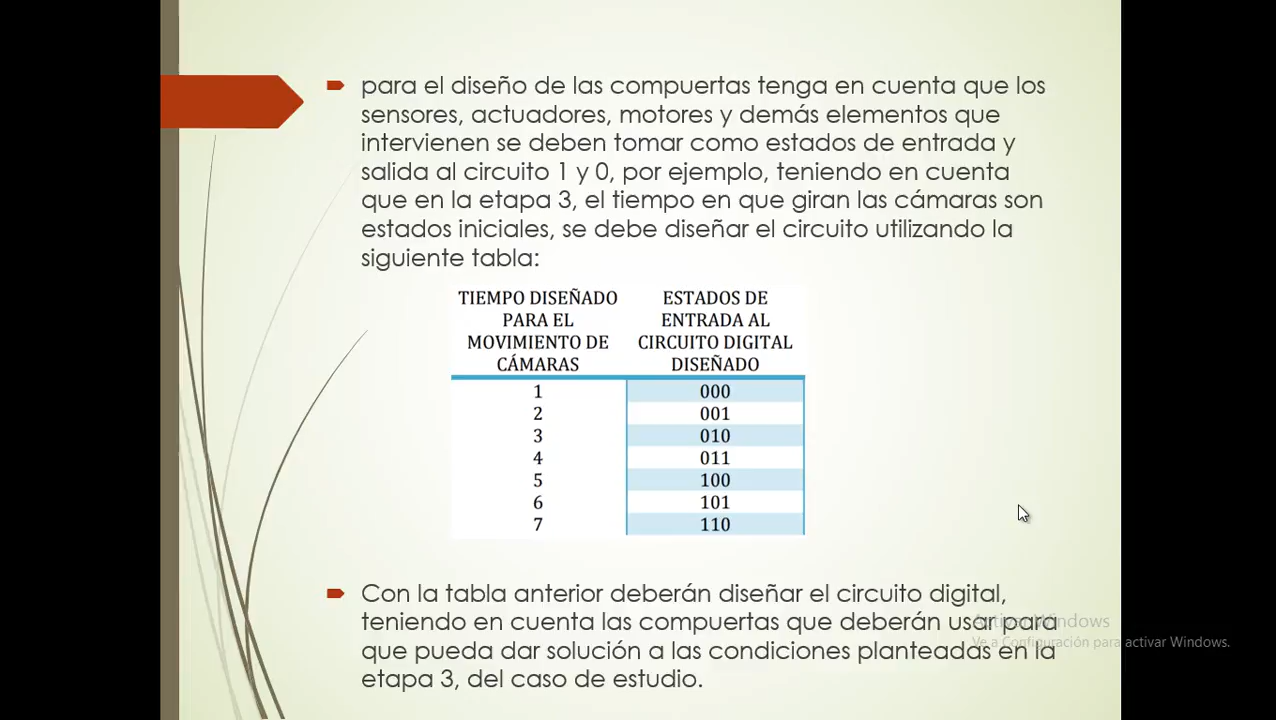 para el diseño de las compuertas tenga en cuenta que los
sensores, actuadores, motores y demás elementos que
intervienen se deben tomar como estados de entrada y
salida al circuito 1 y 0, por ejemplo, teniendo en cuenta
que en la etapa 3, el tiempo en que giran las cámaras son
estados iniciales, se debe diseñar el circuito utilizando la
siguiente tabla:
TIEMPO DISEÑADO ESTADOS DE
PARA EL ENTRADA AL
MOVIMIENTO DE CIRCUITO DIGITAL
CÁMARAS DISEÑADO
1 000
2 001
3 010
4 011
5 100
6 101
7 110
Con la tabla anterior deberán diseñar el circuito digital,
teniendo en cuenta las compuertas que deberán usar para
que pueda dar solución a las condiciones planteadas en la
etapa 3, del caso de estudio.
Activar Windows
Ve a Configuración para activar Windows.